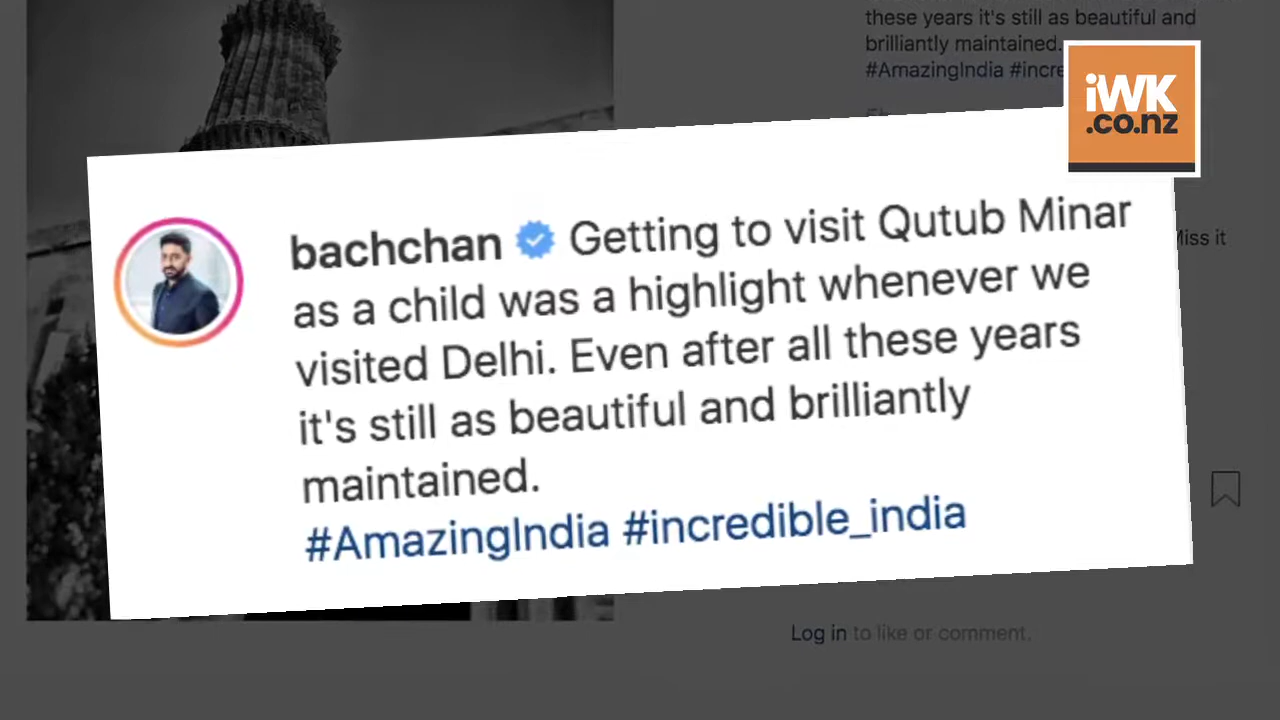 these years it's still as beautiful and
brilliantly maintained.
#AmazingIndia #incre
iWK
.co.nz
bachchan Getting to visit Qutub Minar
as a child was a highlight whenever we
visited Delhi. Even after all these years
it's still as beautiful and brilliantly
maintained.
#AmazingIndia #incredible_india
Miss it
Log in to like or comment.